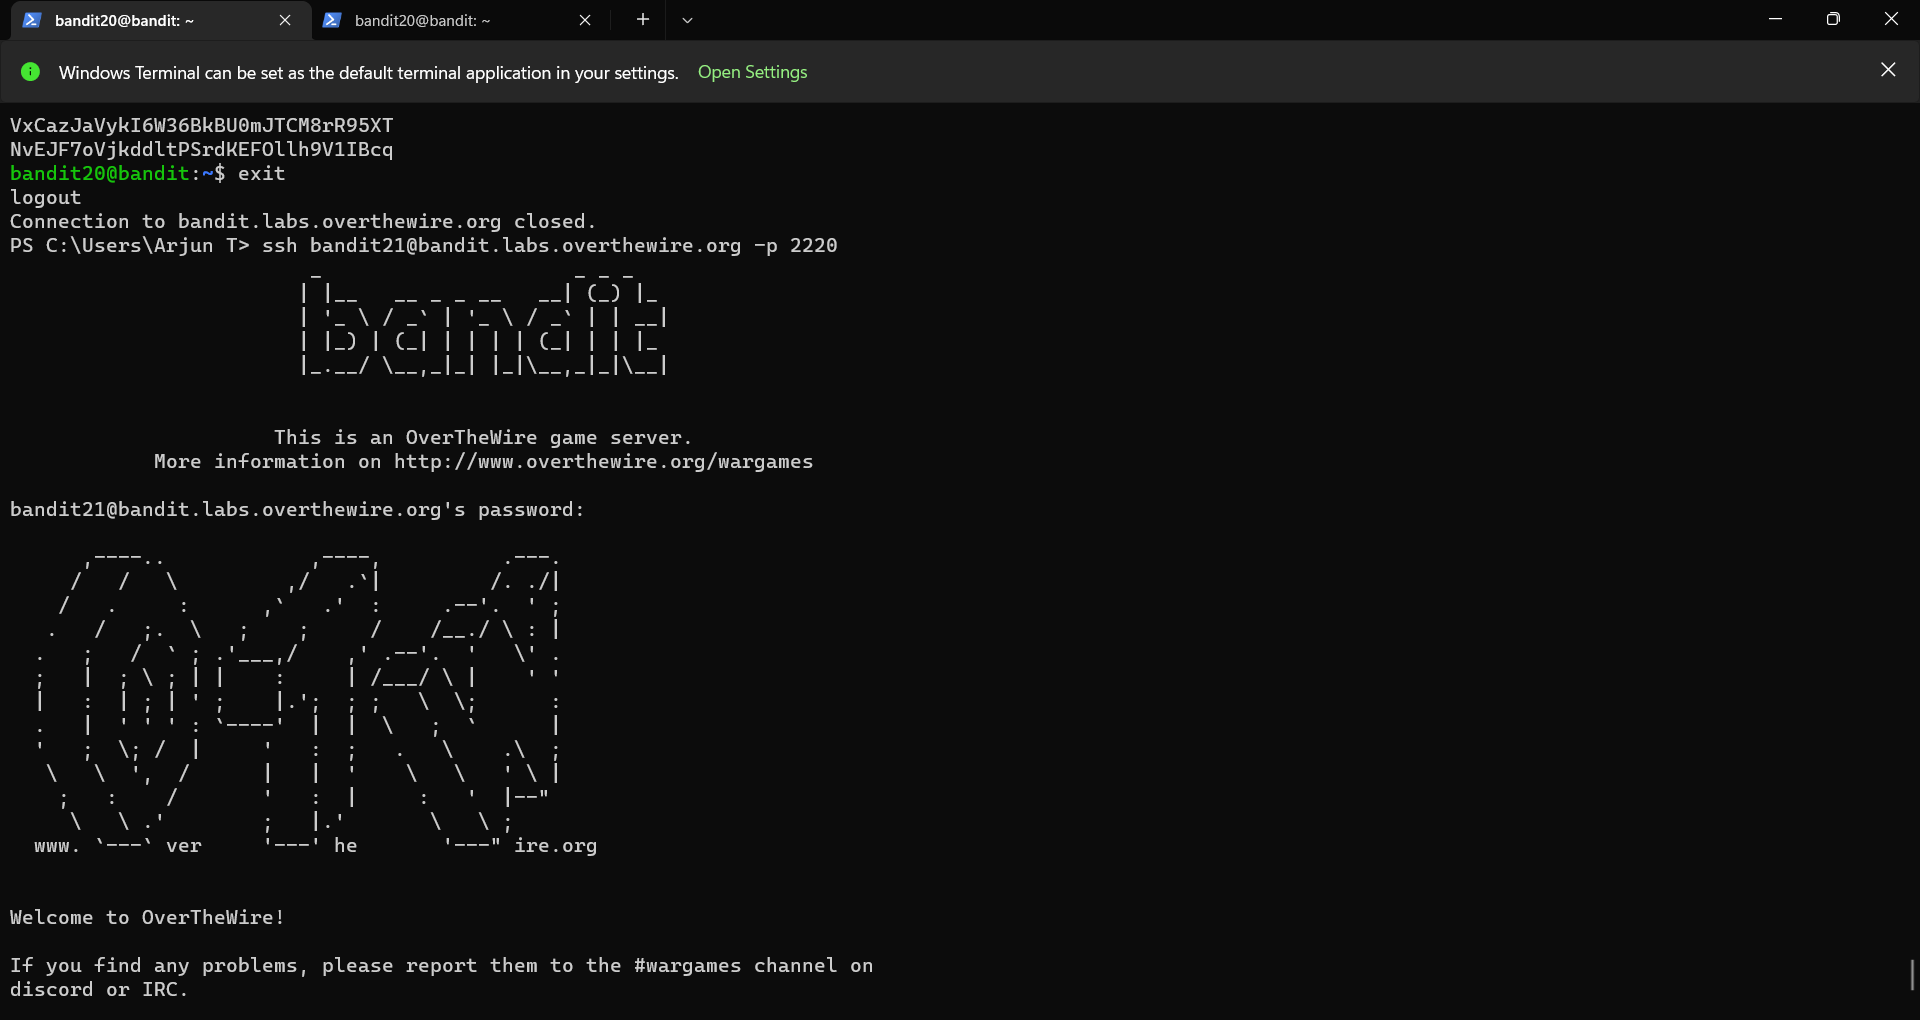 bandit20@bandit: ~
bandit20@bandit: ~
Windows Terminal can be set as the default terminal application in your settings. Open Settings
VxCazJaVykI6W36BkBU0mJTCM8rR95XT
NvEJF7oVjkddltPSrdKEFOllh9V1IBcq
bandit20@bandit:~$ exit
logout
Connection to bandit.labs.overthewire.org closed.
PS C:\Users\Arjun T> ssh bandit21@bandit.labs.overthewire.org -p 2220
bandit
This is an OverTheWire game server.
More information on http://www.overthewire.org/wargames
bandit21@bandit.labs.overthewire.org's password:
www. ver he ire.org
Welcome to OverTheWire!
If you find any problems, please report them to the #wargames channel on
discord or IRC.